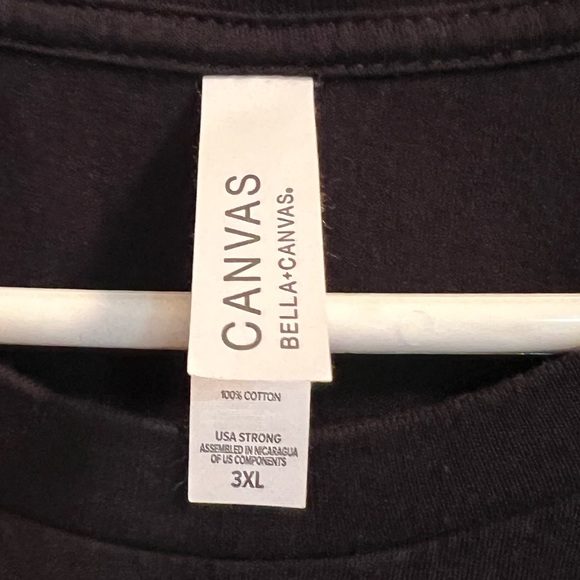 CANVAS
BELLA+CANVAS®
100% COTTON
USA STRONG
ASSEMBLED IN NICARAGUA
OF US COMPONENTS
3XL